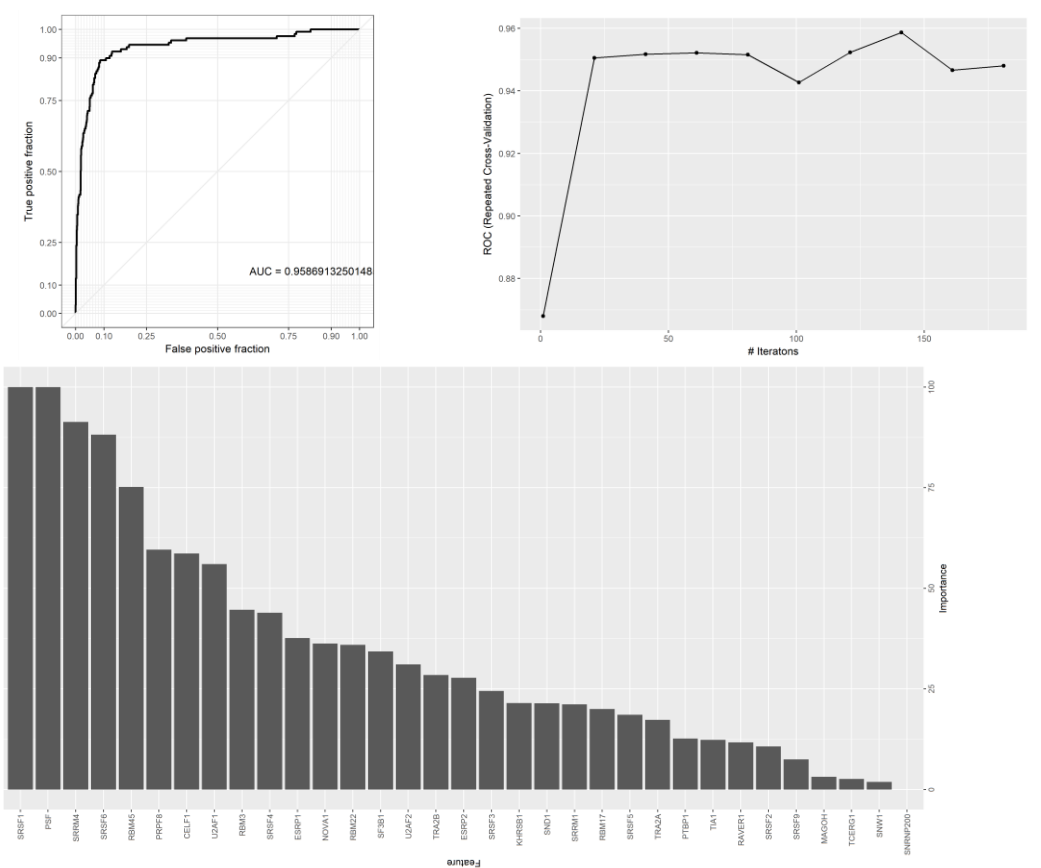 1.00
0.90
0.75
0.50
0.25
0.10
0.00
True positive fraction
AUC = 0.9586913250148
0.00 0.10 0.25 0.50 0.75 0.90 1.00
False positive fraction
0.96
0.94
0.92
0.90
0.88
ROC (Repeated Cross-Validation)
0 50 100 150
# Iteratons
100
75
50
25
0
Importance
SRSF1
PSF
SRRM4
SRSF6
RBM45
PRPF8
CELF1
U2AF1
RBM3
SRSF4
ESRP1
NOVA1
RBM22
SF3B1
U2AF2
TRA2B
ESRP2
SRSF3
KHRSB1
SND1
SRRM1
RBM17
SRSF5
TRA2A
PTBP1
TIA1
RAVER1
SRSF2
SRSF9
MAGOH
TCERG1
SNW1
SNRNP200
Feature